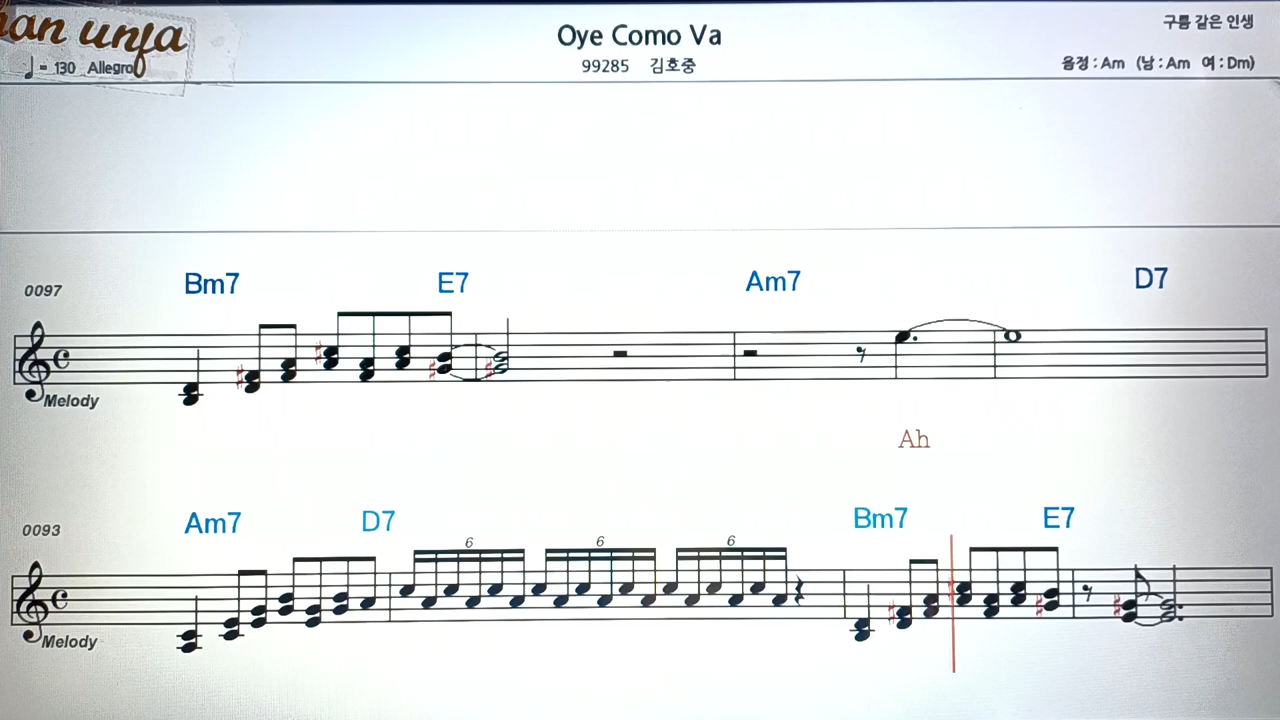 an unfa
Oye Como Va
구름 같은 인생
♩ = 130 Allegro
99285 김호중
음정 : Am (남 : Am 여 : Dm)
0097
Bm7 E7 Am7 D7
Melody
Ah
0093
Am7 D7 6 6 6 Bm7 E7
Melody